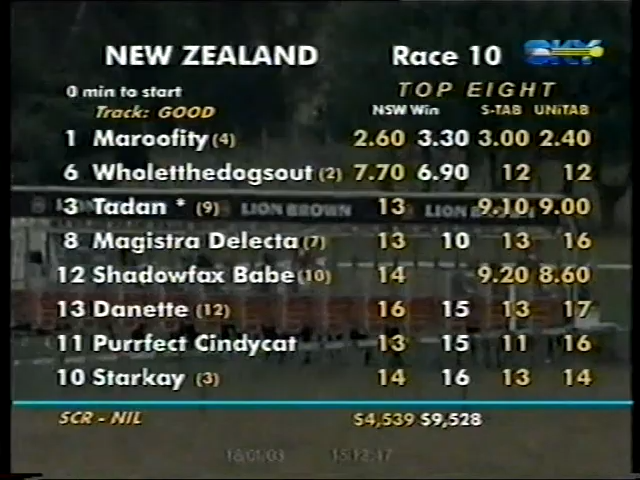 NEW ZEALAND Race 10 SKY
0 min to start TOP EIGHT
Track: GOOD NSW Win S-TAB UNiTAB
1 Maroofity (4) 2.60 3.30 3.00 2.40
6 Wholetthedogsout (2) 7.70 6.90 12 12
3 Tadan * (9) 13 9.10 9.00
LION BROWN LION BROWN
8 Magistra Delecta (7) 13 10 13 16
12 Shadowfax Babe (10) 14 9.20 8.60
13 Danette (12) 16 15 13 17
11 Purrfect Cindycat 13 15 11 16
10 Starkay (3) 14 16 13 14
SCR - NIL $4,539 $9,528
18/01/03 15:12:17